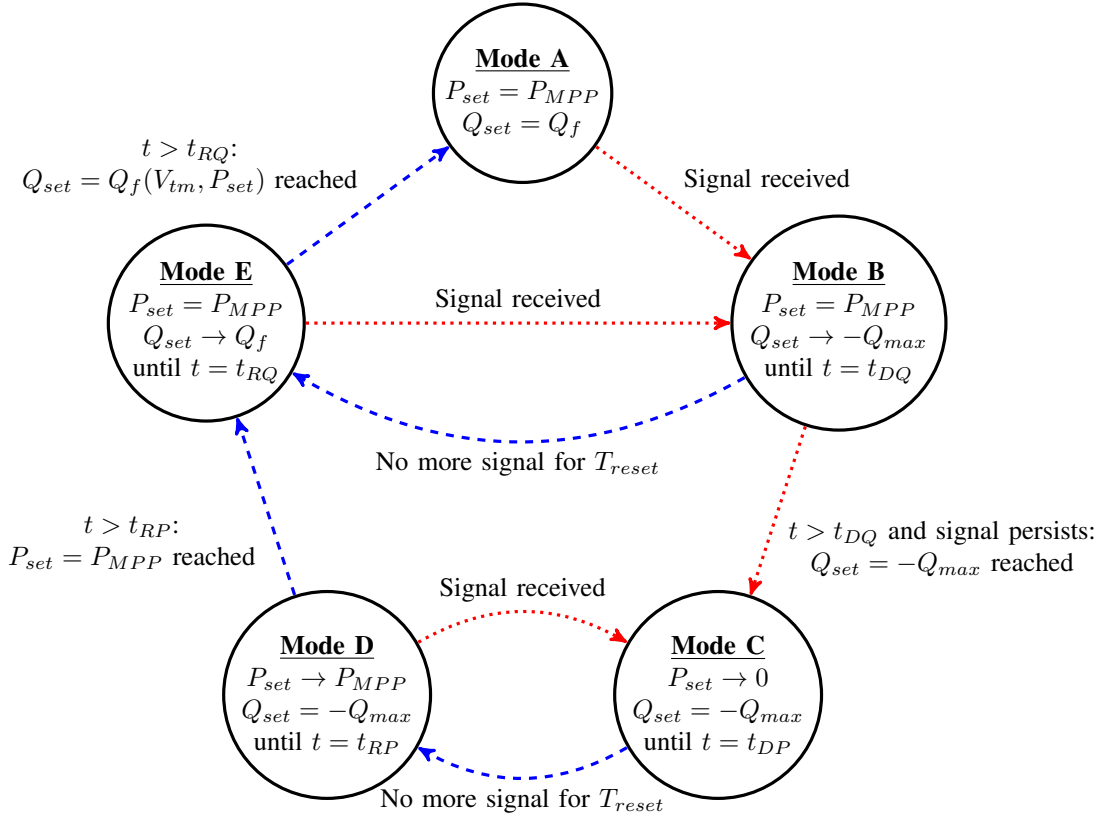 Mode A
P_{set} = P_{MPP}
Q_{set} = Q_f
t > t_{RQ}:
Q_{set} = Q_f(V_{tm}, P_{set}) reached
Signal received
Mode E
P_{set} = P_{MPP}
Q_{set} → Q_f
until t = t_{RQ}
Signal received
Mode B
P_{set} = P_{MPP}
Q_{set} → −Q_{max}
until t = t_{DQ}
No more signal for T_{reset}
t > t_{RP}:
P_{set} = P_{MPP} reached
t > t_{DQ} and signal persists:
Q_{set} = −Q_{max} reached
Signal received
Mode D
P_{set} → P_{MPP}
Q_{set} = −Q_{max}
until t = t_{RP}
Mode C
P_{set} → 0
Q_{set} = −Q_{max}
until t = t_{DP}
No more signal for T_{reset}